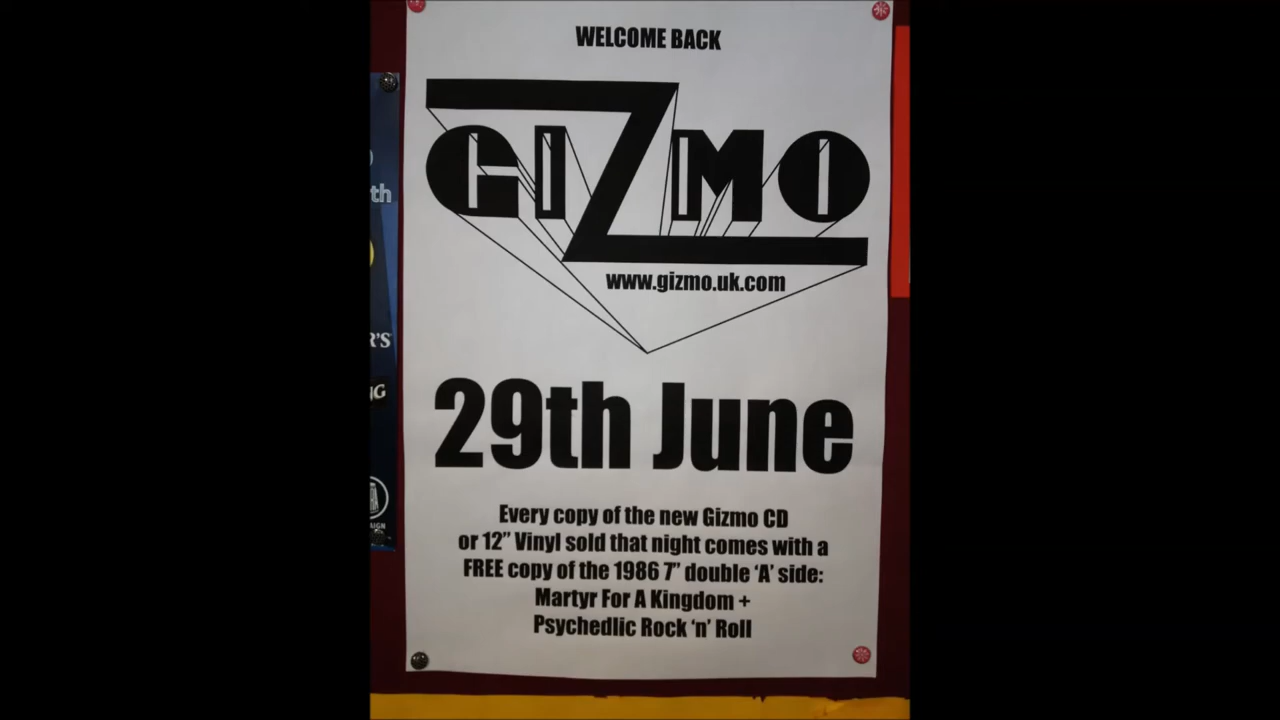 WELCOME BACK
GIZMO
www.gizmo.uk.com
29th June
Every copy of the new Gizmo CD
or 12” Vinyl sold that night comes with a
FREE copy of the 1986 7” double ‘A’ side:
Martyr For A Kingdom +
Psychedlic Rock ‘n’ Roll
th
R'S